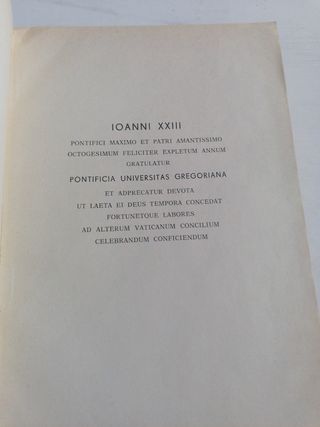 IOANNI XXIII
PONTIFICI MAXIMO ET PATRI AMANTISSIMO
OCTOGESIMUM FELICITER EXPLETUM ANNUM
GRATULATUR
PONTIFICIA UNIVERSITAS GREGORIANA
ET ADPRECATUR DEVOTA
UT LAETA EI DEUS TEMPORA CONCEDAT
FORTUNETQUE LABORES
AD ALTERUM VATICANUM CONCILIUM
CELEBRANDUM CONFICIENDUM